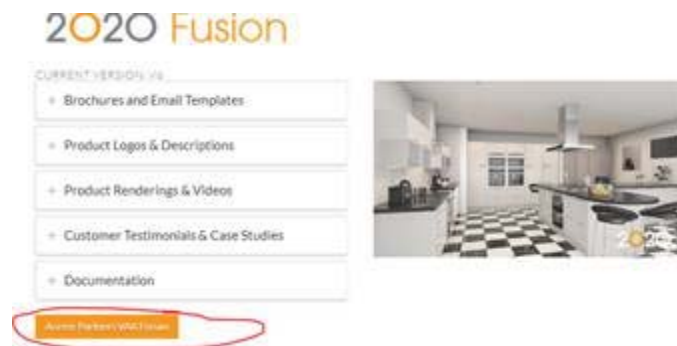 2020 Fusion
CURRENT VERSION: V6
+ Brochures and Email Templates
+ Product Logos & Descriptions
+ Product Renderings & Videos
+ Customer Testimonials & Case Studies
+ Documentation
2020